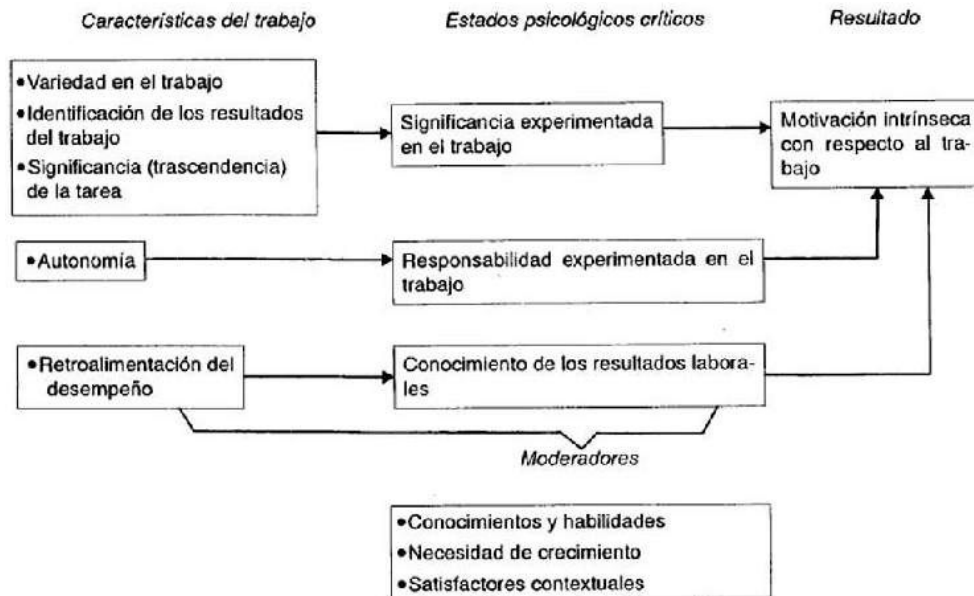 Características del trabajo
Estados psicológicos críticos
Resultado
•Variedad en el trabajo
•Identificación de los resultados
del trabajo
•Significancia (trascendencia)
de la tarea
Significancia experimentada
en el trabajo
Motivación intrínseca
con respecto al tra-
bajo
•Autonomía
Responsabilidad experimentada en el
trabajo
•Retroalimentación del
desempeño
Conocimiento de los resultados labora-
les
Moderadores
•Conocimientos y habilidades
•Necesidad de crecimiento
•Satisfactores contextuales